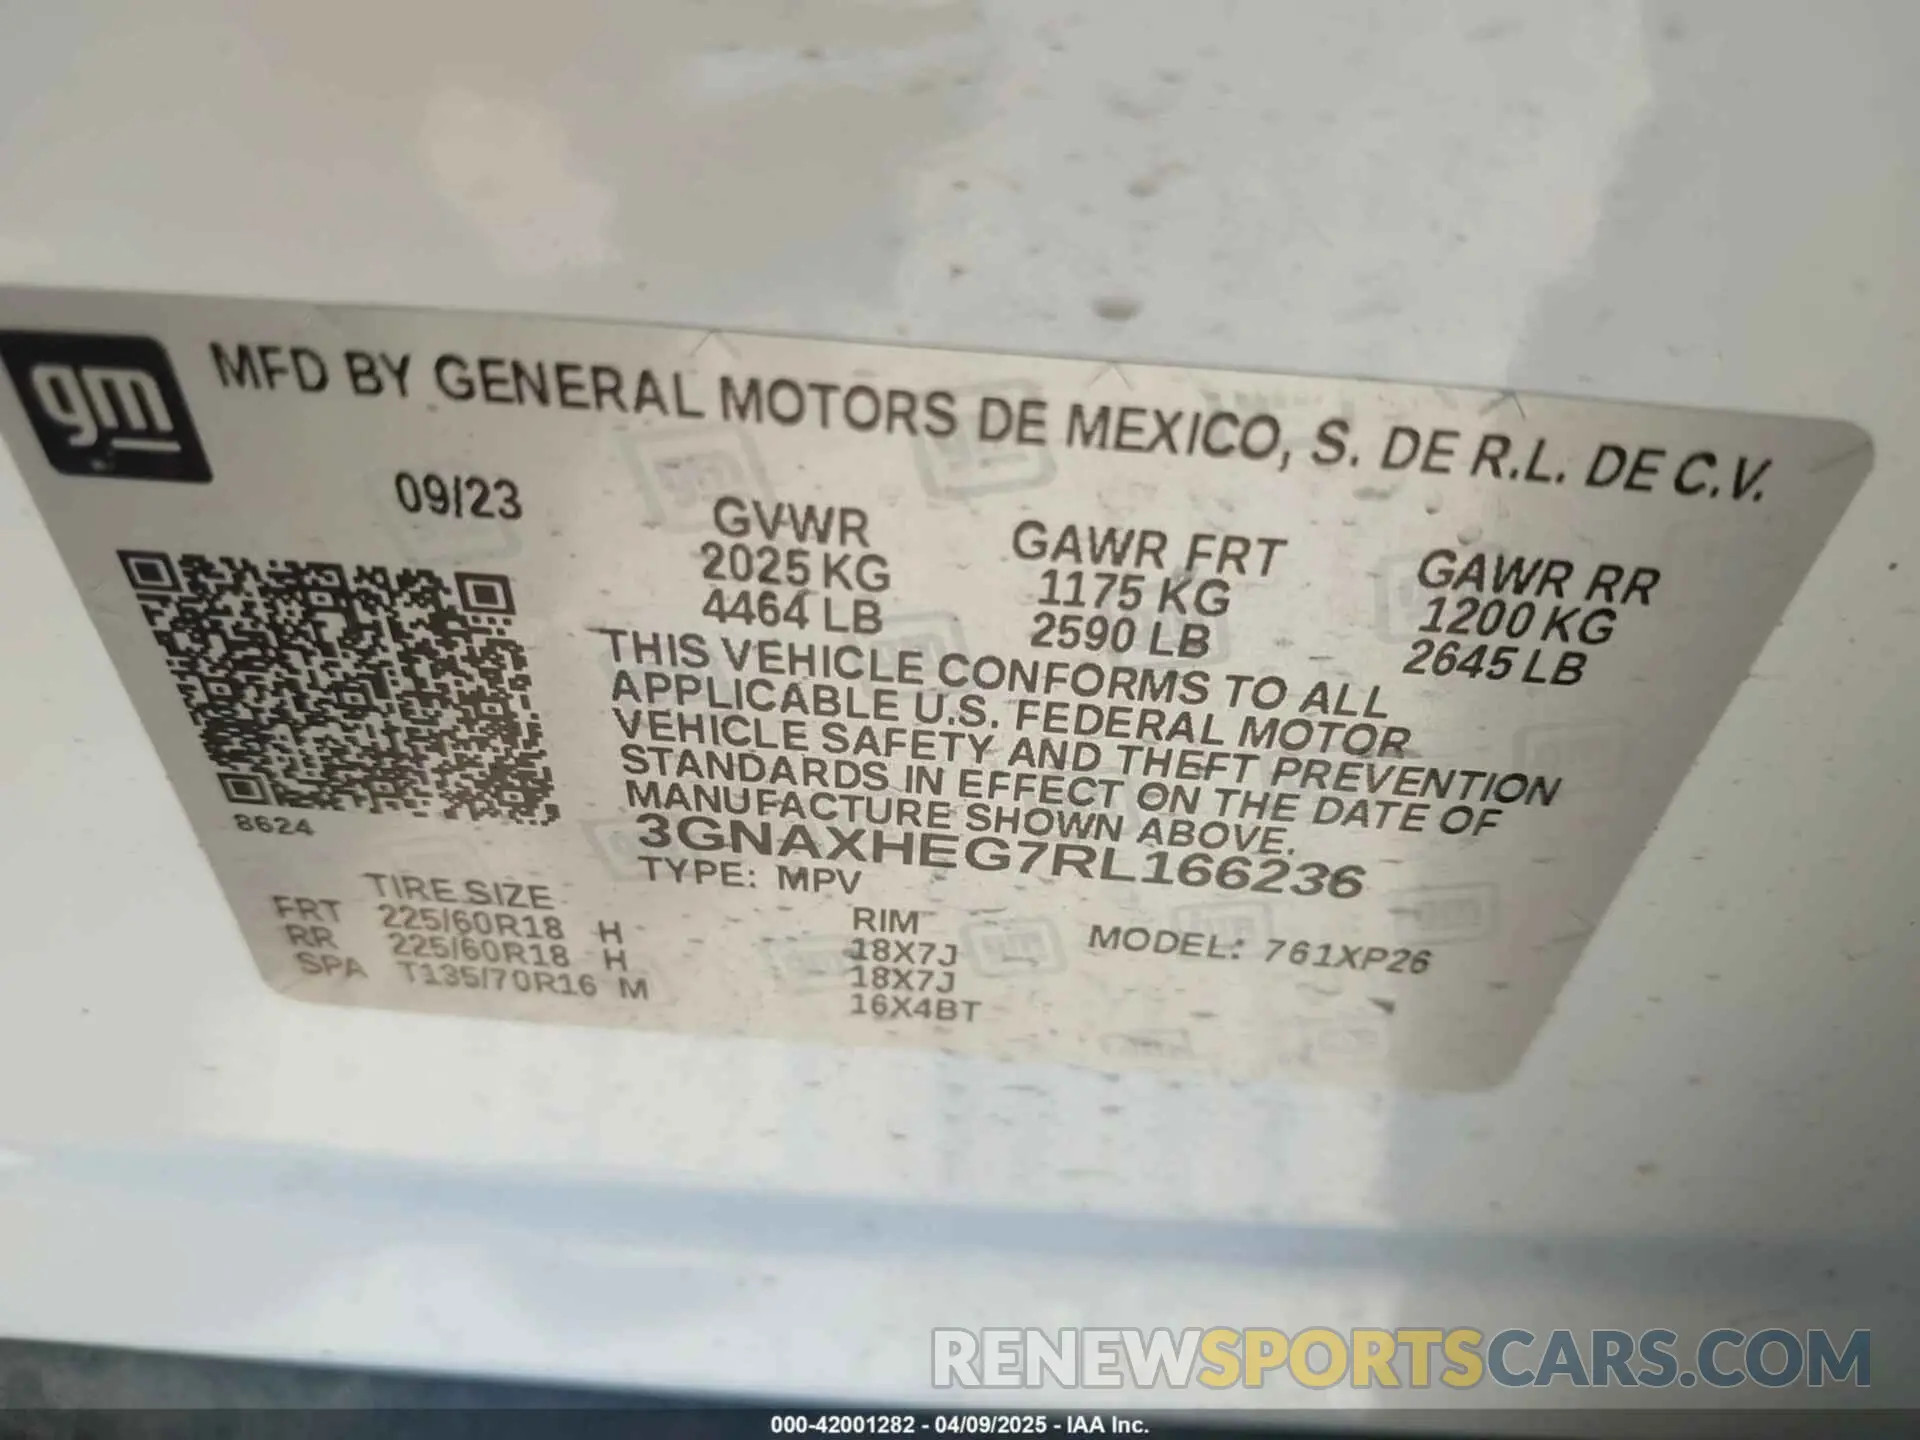 gm
MFD BY GENERAL MOTORS DE MEXICO, S. DE R.L. DE C.V.
09/23
GVWR GAWR FRT GAWR RR
2025 KG 1175 KG 1200 KG
4464 LB 2590 LB 2645 LB
THIS VEHICLE CONFORMS TO ALL
APPLICABLE U.S. FEDERAL MOTOR
VEHICLE SAFETY AND THEFT PREVENTION
STANDARDS IN EFFECT ON THE DATE OF
MANUFACTURE SHOWN ABOVE.
8624
3GNAXHEG7RL166236
TYPE: MPV
TIRE SIZE RIM MODEL: 761XP26
FRT 225/60R18 H 18X7J
RR 225/60R18 H 18X7J
SPA T135/70R16 M 16X4BT
RENEWSPORTSCARS.COM
000-42001282 - 04/09/2025 - IAA Inc.